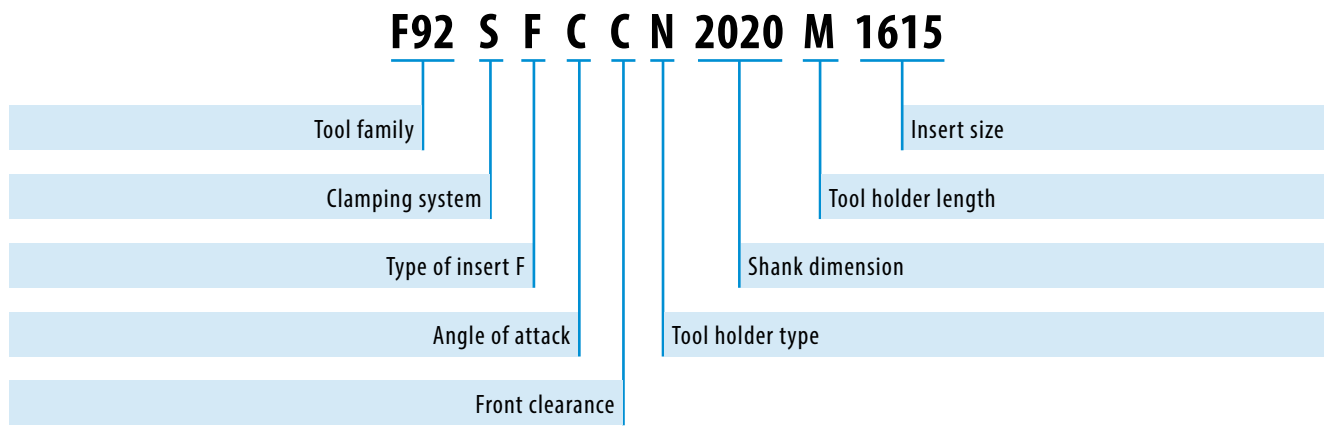 F92 S F C C N 2020 M 1615
Tool family
Insert size
Clamping system
Tool holder length
Type of insert F
Shank dimension
Angle of attack
Tool holder type
Front clearance